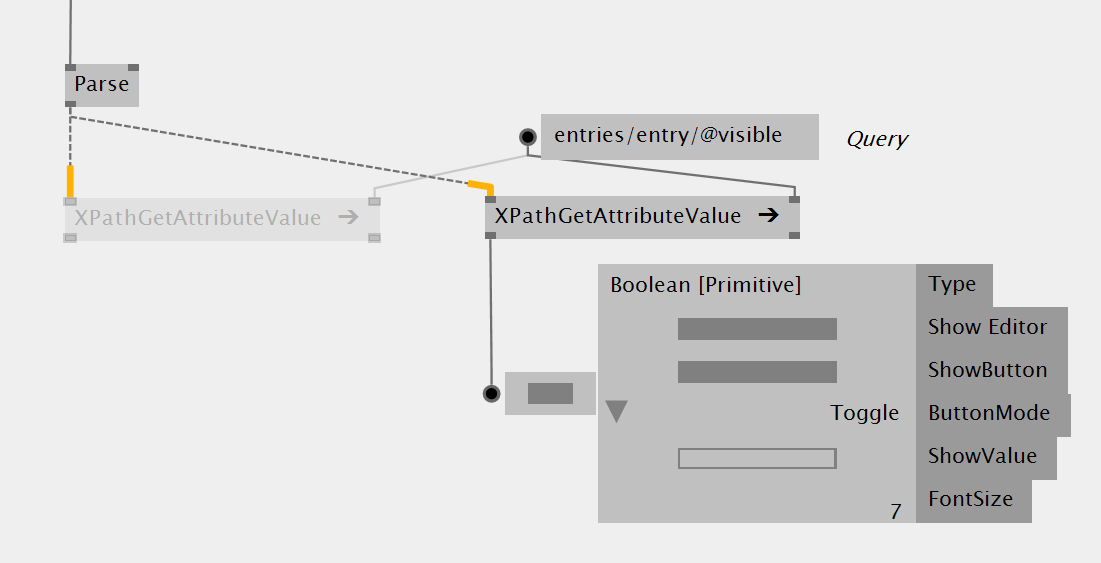 Parse
entries/entry/@visible
Query
XPathGetAttributeValue ➔
XPathGetAttributeValue ➔
Boolean [Primitive]
Type
Show Editor
ShowButton
Toggle
ButtonMode
ShowValue
7
FontSize